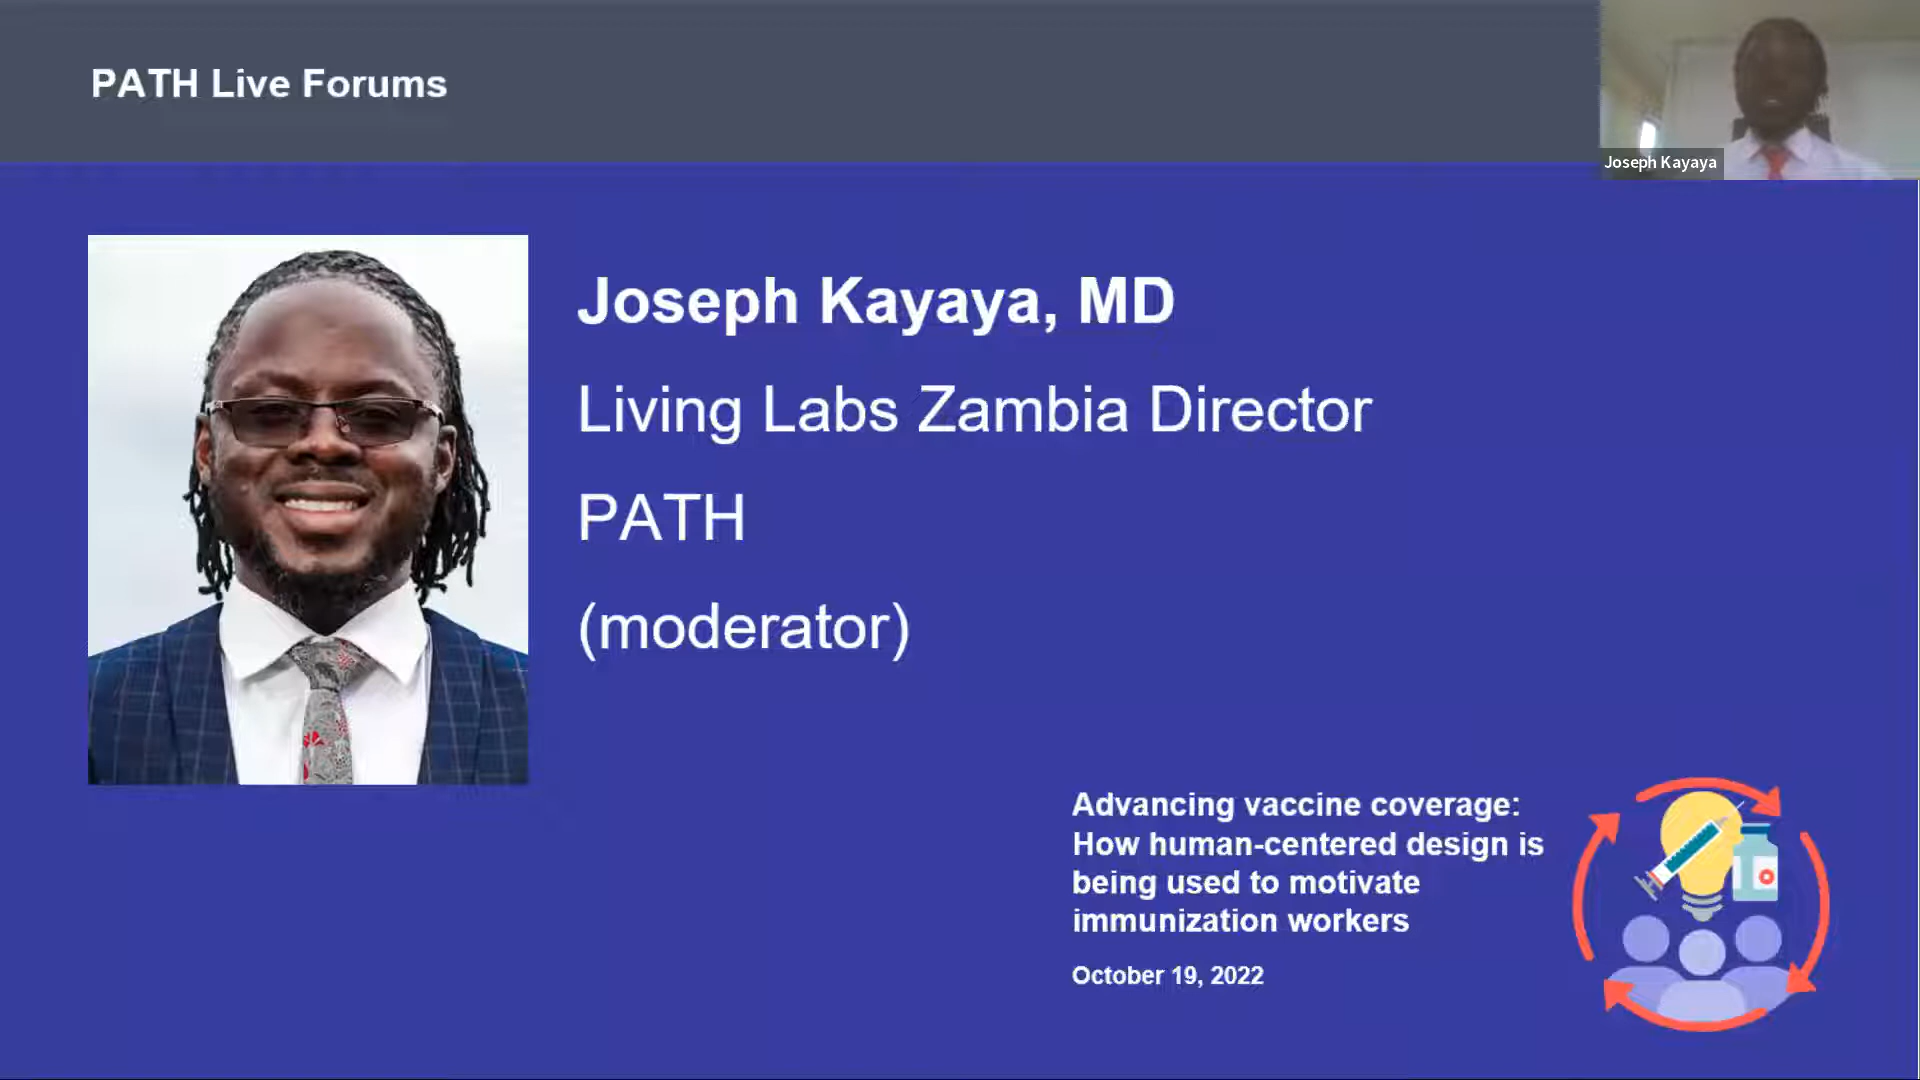 PATH Live Forums
Joseph Kayaya
Joseph Kayaya, MD
Living Labs Zambia Director
PATH
(moderator)
Advancing vaccine coverage:
How human-centered design is
being used to motivate
immunization workers
October 19, 2022